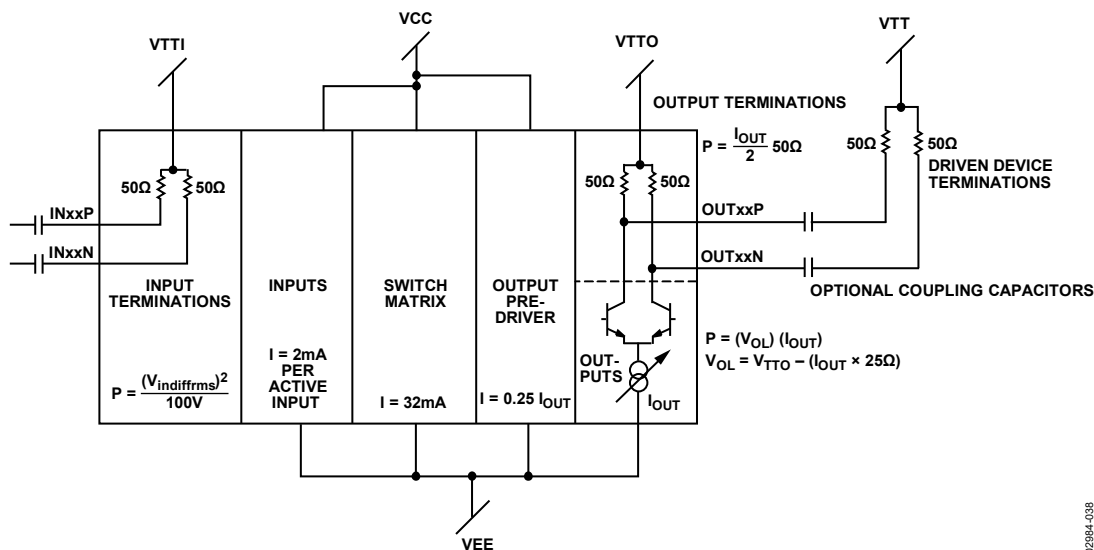 VTTI
VCC
VTTO
VTT
OUTPUT TERMINATIONS
P = I_OUT / 2 50Ω
50Ω 50Ω
DRIVEN DEVICE
TERMINATIONS
50Ω 50Ω
50Ω 50Ω
INxxP
INxxN
OUTxxP
OUTxxN
OPTIONAL COUPLING CAPACITORS
INPUT
TERMINATIONS
P = (V_indiffrms)² / 100V
INPUTS
I = 2mA
PER
ACTIVE
INPUT
SWITCH
MATRIX
I = 32mA
OUTPUT
PRE-
DRIVER
I = 0.25 I_OUT
OUT-
PUTS
I_OUT
P = (V_OL) (I_OUT)
V_OL = V_TTO – (I_OUT × 25Ω)
VEE
02984-038